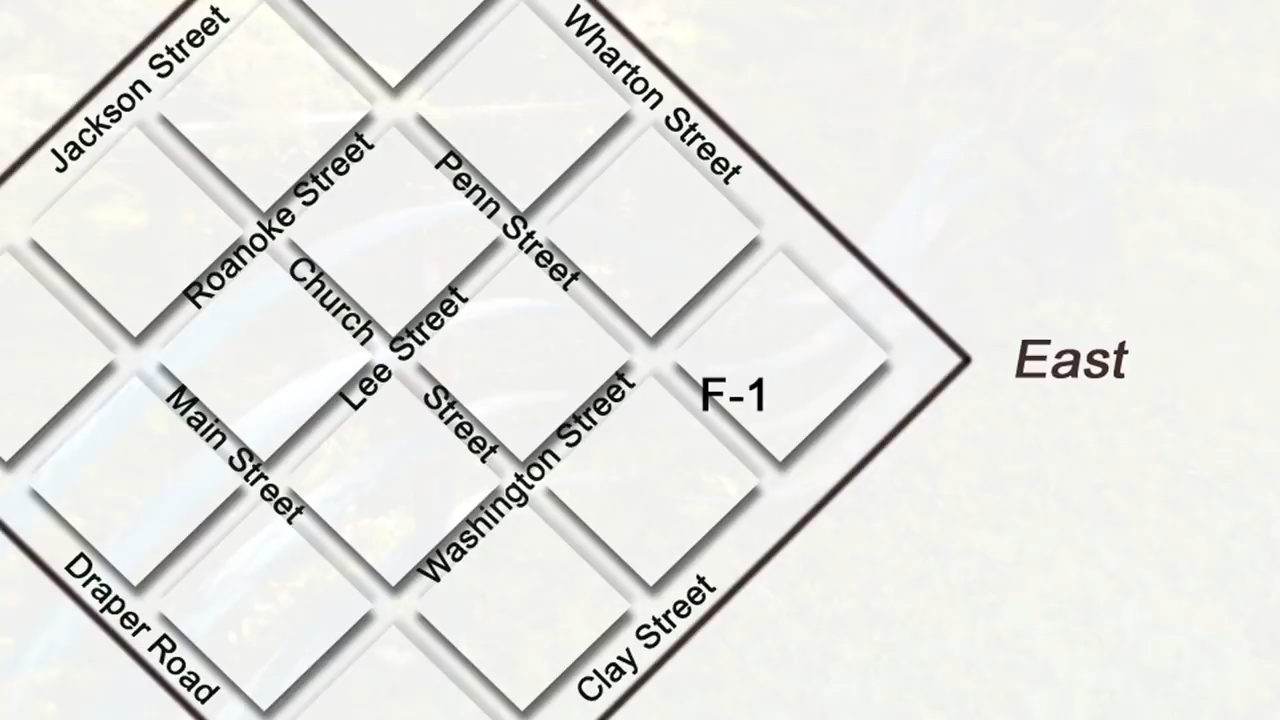 Jackson Street
Wharton Street
Roanoke Street
Penn Street
Church Street
Lee Street
East
F-1
Main Street
Washington Street
Draper Road
Clay Street